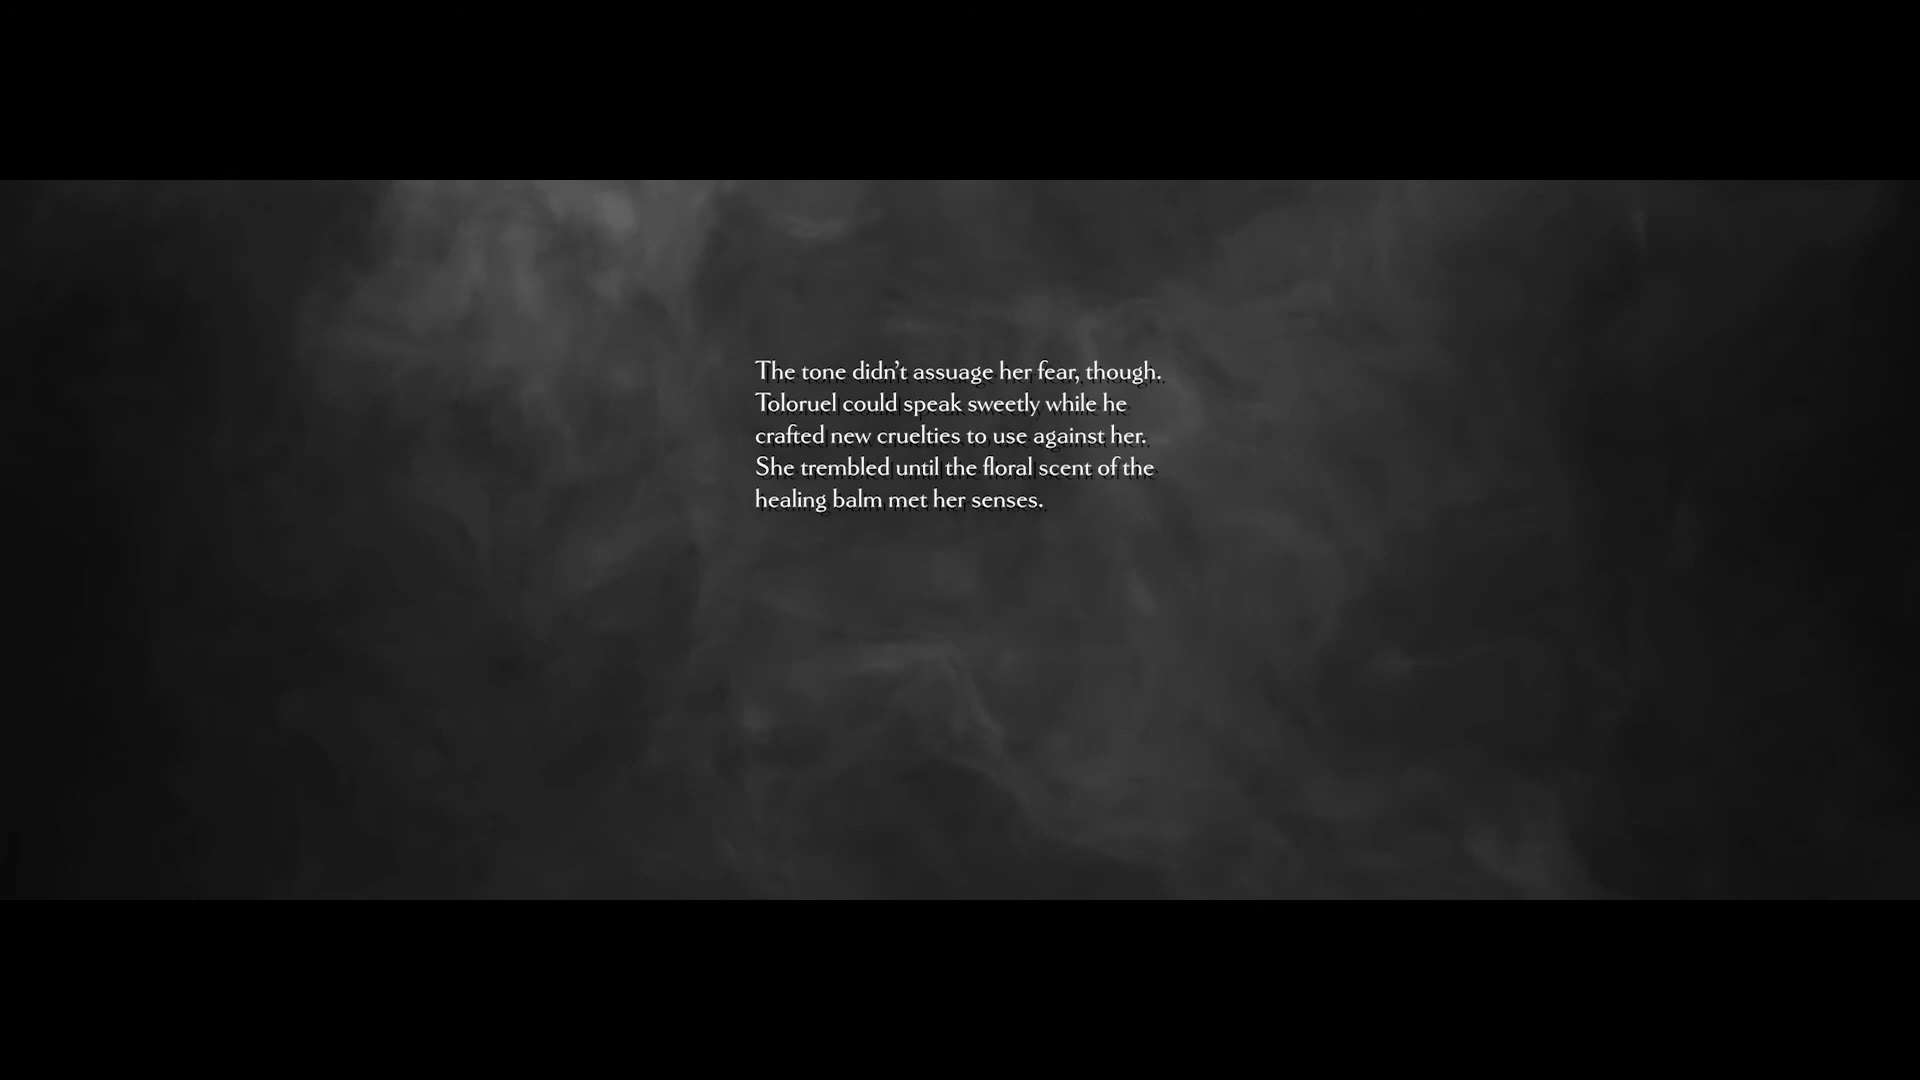 The tone didn’t assuage her fear, though.
Toloruel could speak sweetly while he
crafted new cruelties to use against her.
She trembled until the floral scent of the
healing balm met her senses.